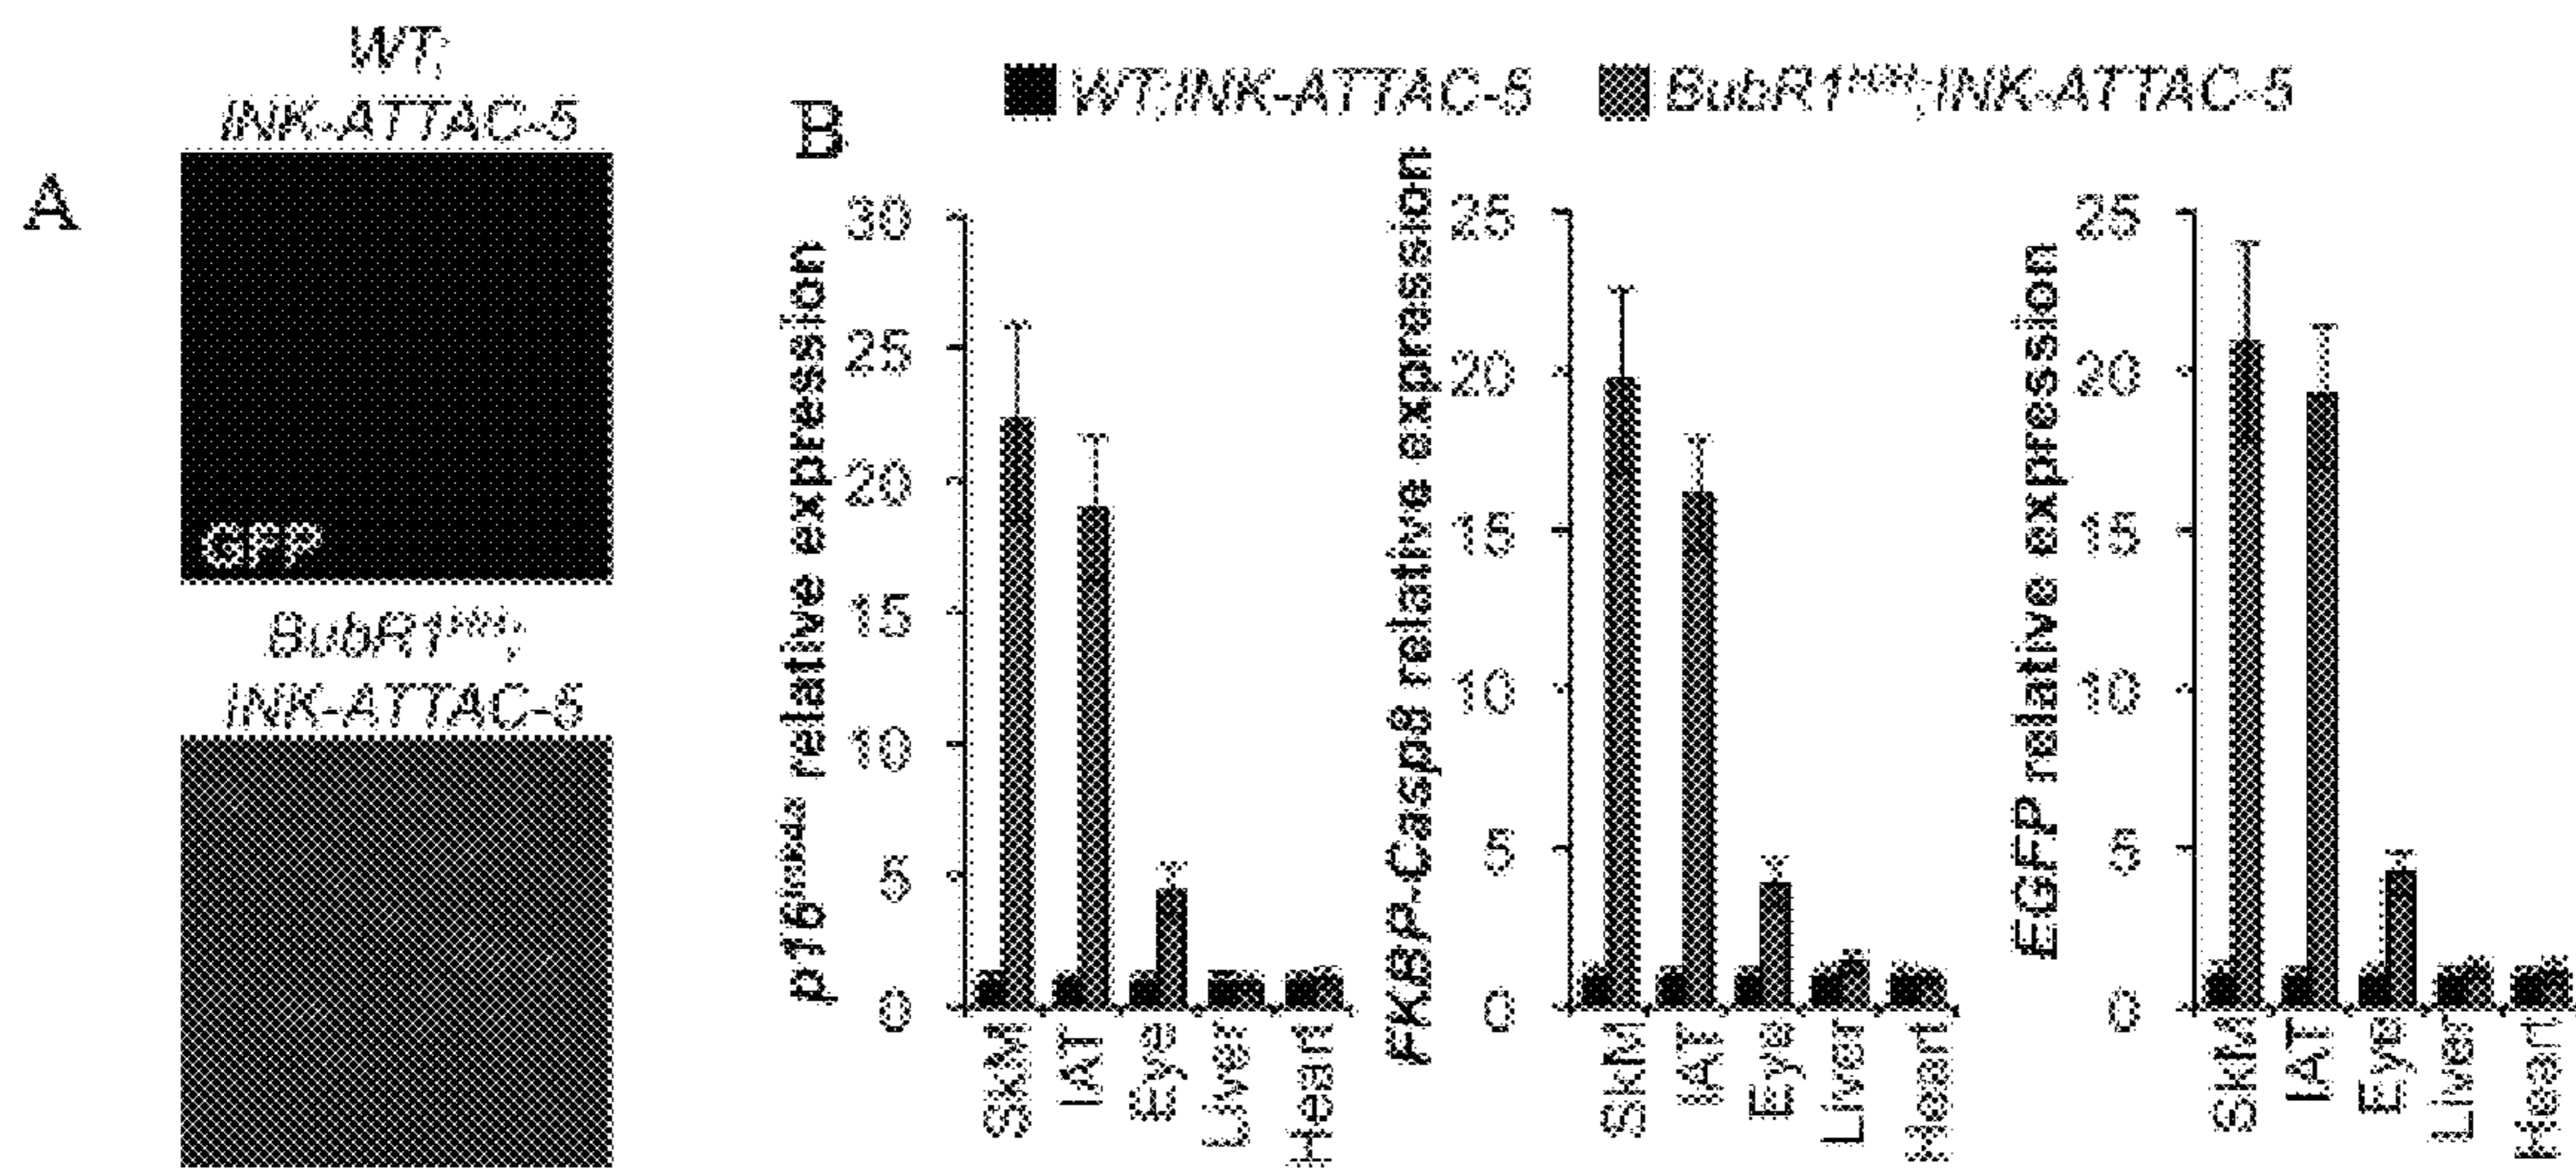 A
WT;
INK-ATTAC-5
GFP
BubR1H/H;
INK-ATTAC-5
B
WT;INK-ATTAC-5
BubR1H/H;INK-ATTAC-5
p16Ink4a relative expression
30
25
20
15
10
5
0
SkM
IAT
Eye
Liver
Heart
FKBP-Casp8 relative expression
25
20
15
10
5
0
SkM
IAT
Eye
Liver
Heart
EGFP relative expression
25
20
15
10
5
0
SkM
IAT
Eye
Liver
Heart